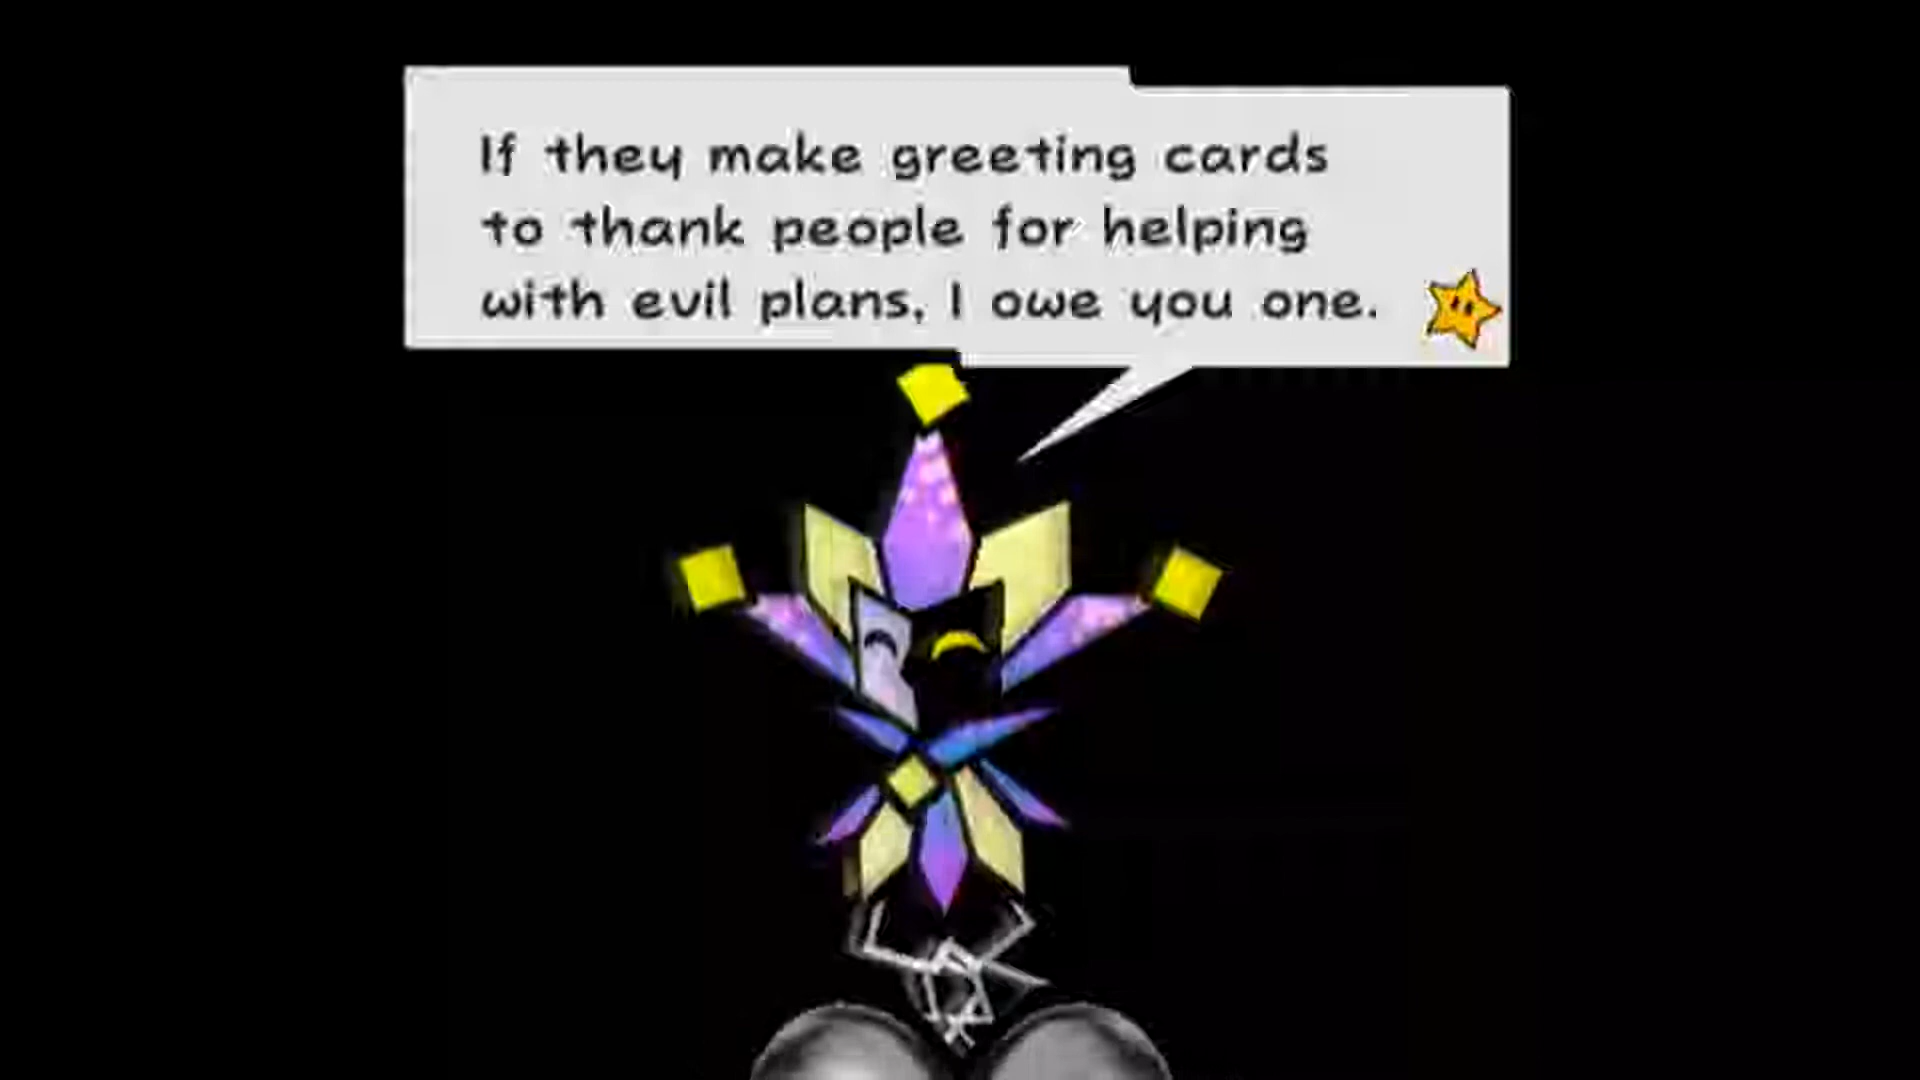 If they make greeting cards
to thank people for helping
with evil plans, I owe you one.